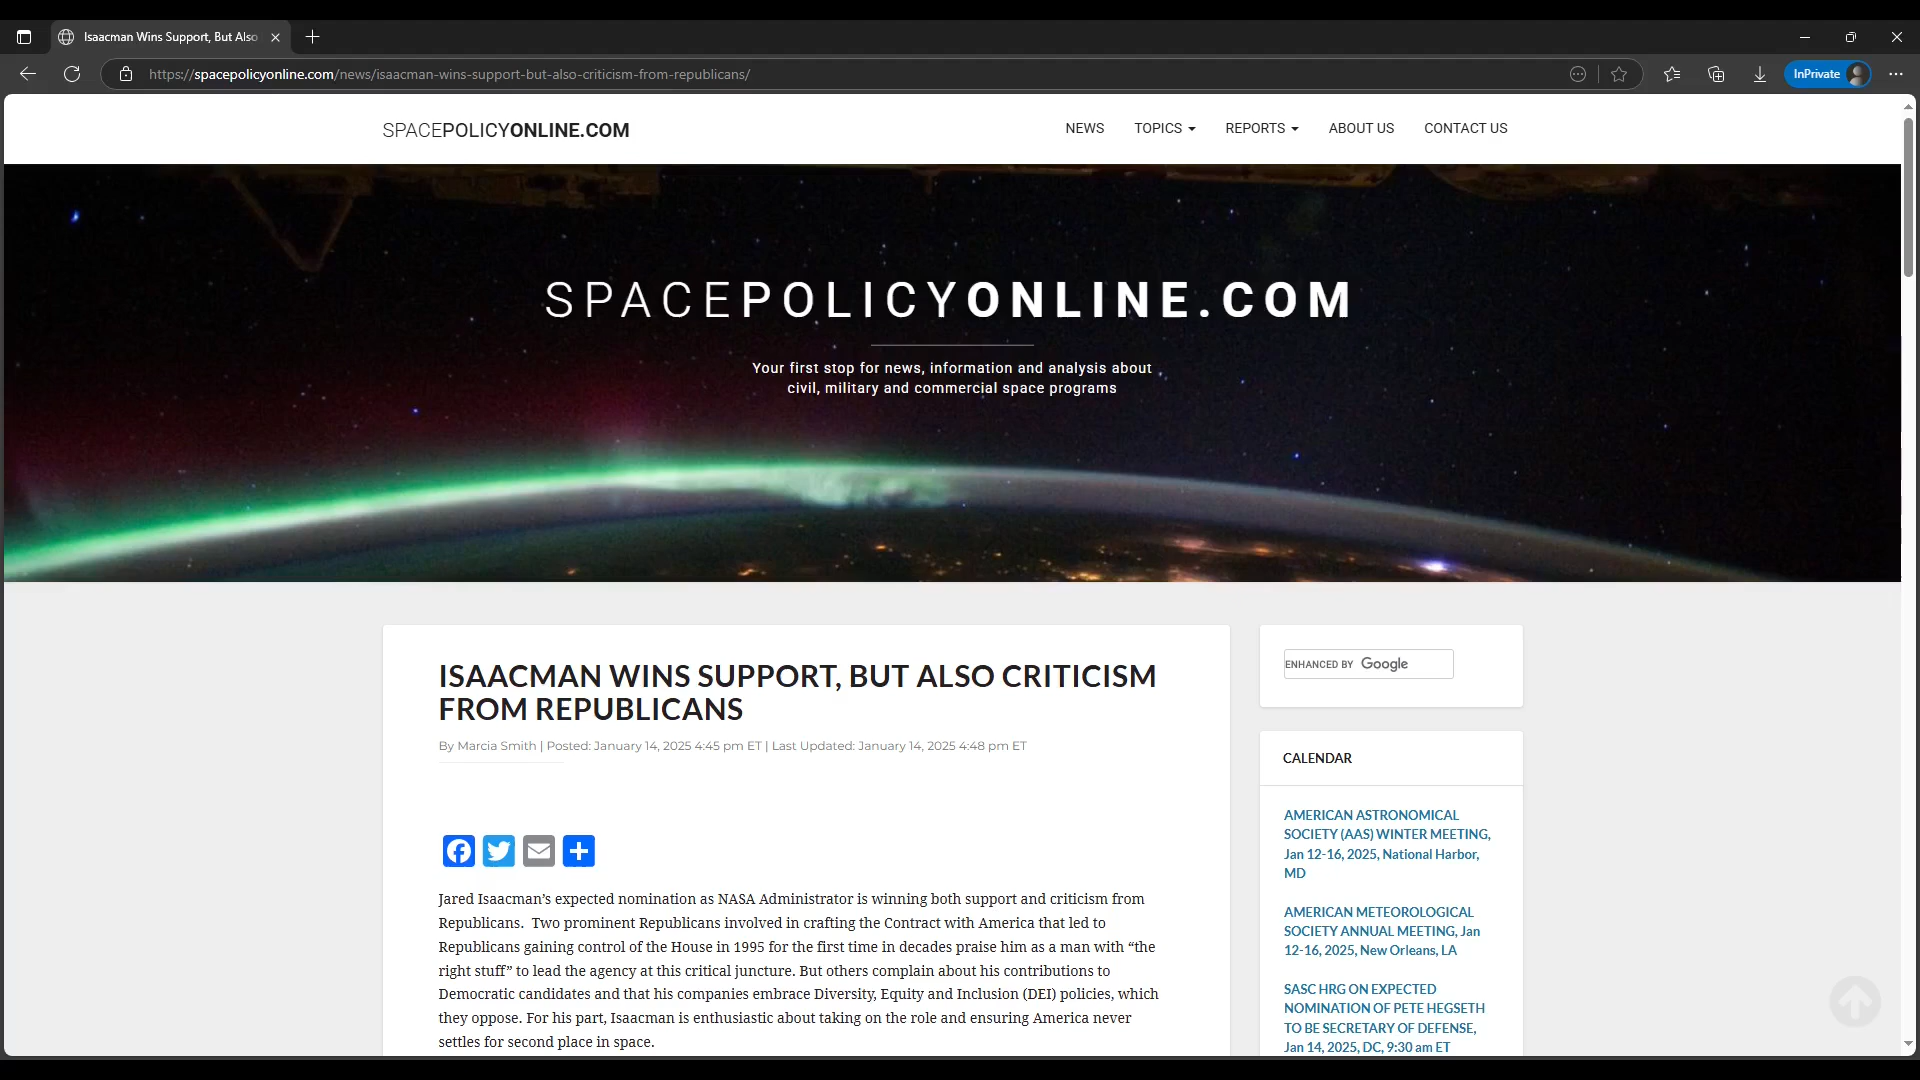 Isaacman Wins Support, But Also
https://spacepolicyonline.com/news/isaacman-wins-support-but-also-criticism-from-republicans/
InPrivate
SPACEPOLICYONLINE.COM
NEWS
TOPICS
REPORTS
ABOUT US
CONTACT US
SPACEPOLICYONLINE.COM
Your first stop for news, information and analysis about
civil, military and commercial space programs
ISAACMAN WINS SUPPORT, BUT ALSO CRITICISM
FROM REPUBLICANS
By Marcia Smith | Posted: January 14, 2025 4:45 pm ET | Last Updated: January 14, 2025 4:48 pm ET
Jared Isaacman’s expected nomination as NASA Administrator is winning both support and criticism from
Republicans.  Two prominent Republicans involved in crafting the Contract with America that led to
Republicans gaining control of the House in 1995 for the first time in decades praise him as a man with “the
right stuff” to lead the agency at this critical juncture. But others complain about his contributions to
Democratic candidates and that his companies embrace Diversity, Equity and Inclusion (DEI) policies, which
they oppose. For his part, Isaacman is enthusiastic about taking on the role and ensuring America never
settles for second place in space.
ENHANCED BY Google
CALENDAR
AMERICAN ASTRONOMICAL
SOCIETY (AAS) WINTER MEETING,
Jan 12-16, 2025, National Harbor,
MD
AMERICAN METEOROLOGICAL
SOCIETY ANNUAL MEETING, Jan
12-16, 2025, New Orleans, LA
SASC HRG ON EXPECTED
NOMINATION OF PETE HEGSETH
TO BE SECRETARY OF DEFENSE,
Jan 14, 2025, DC, 9:30 am ET